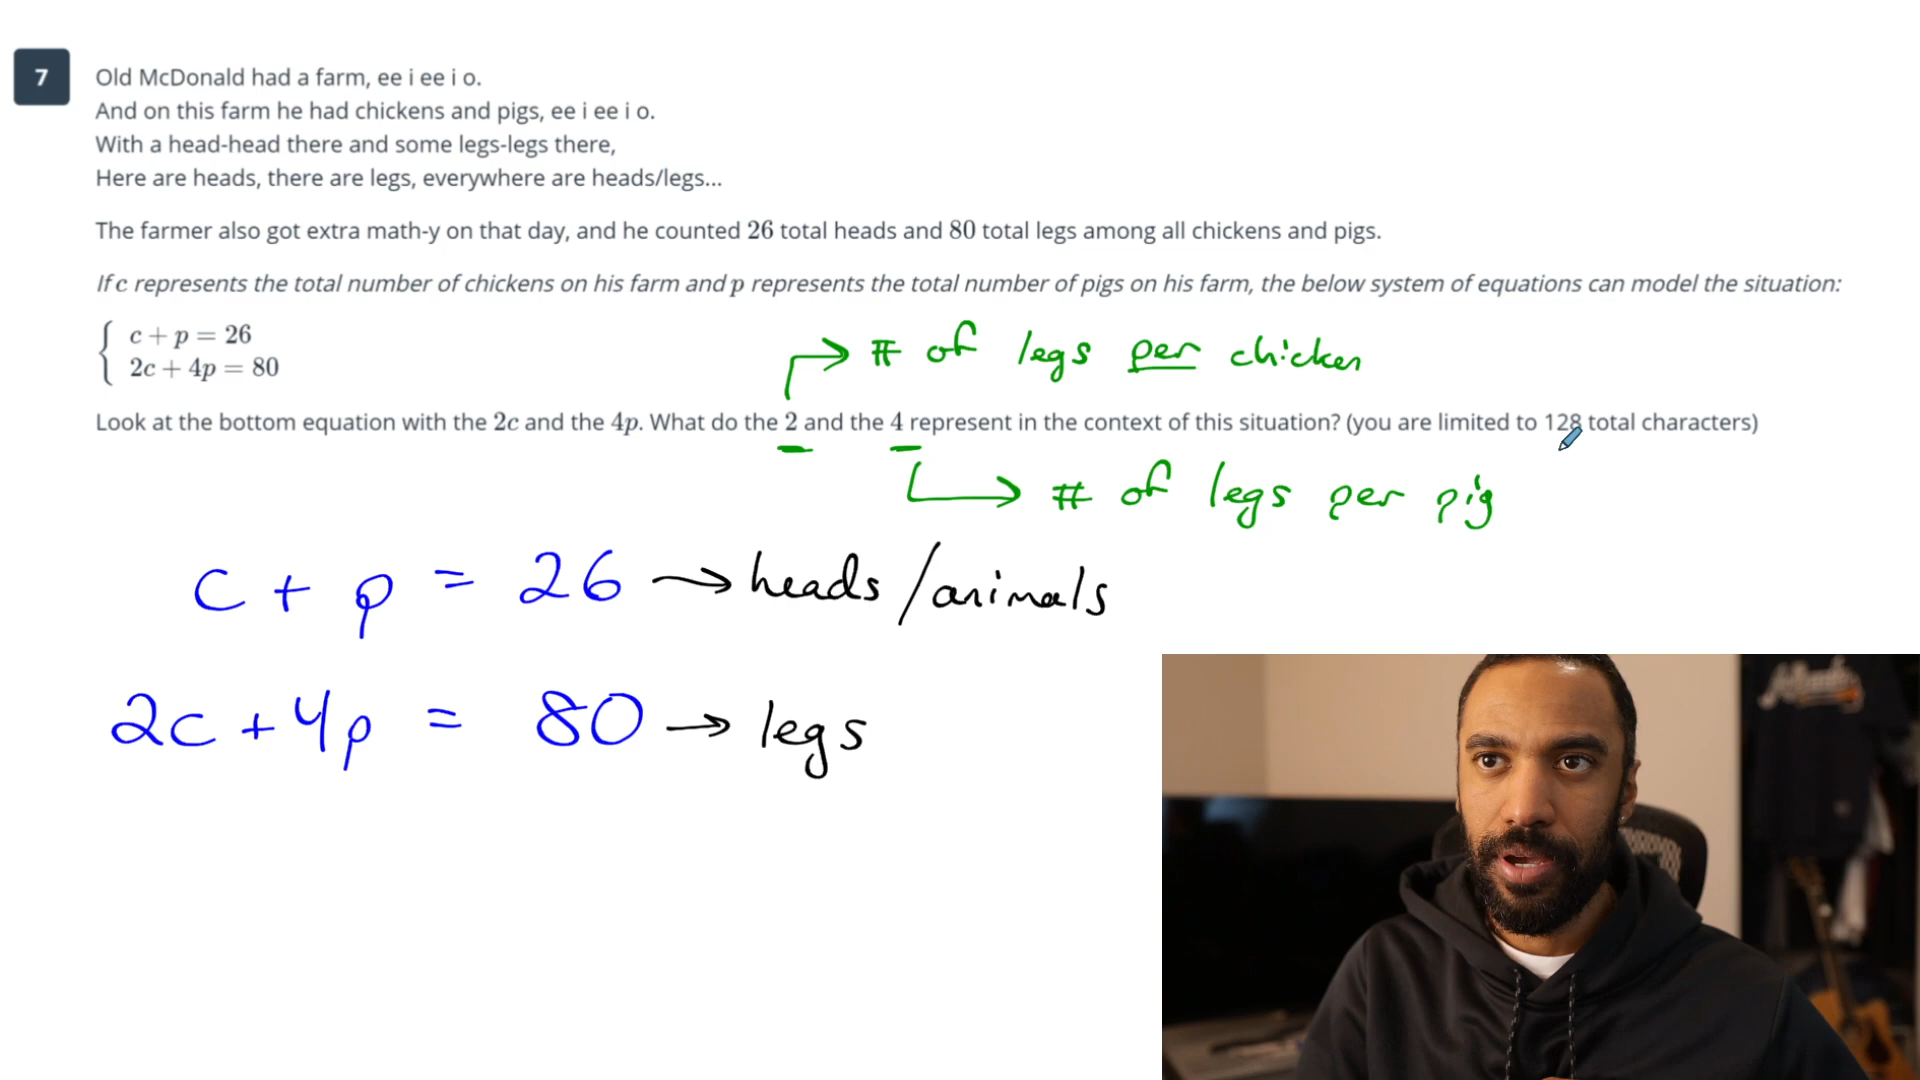 7
Old McDonald had a farm, ee i ee i o.
And on this farm he had chickens and pigs, ee i ee i o.
With a head-head there and some legs-legs there,
Here are heads, there are legs, everywhere are heads/legs...
The farmer also got extra math-y on that day, and he counted 26 total heads and 80 total legs among all chickens and pigs.
If c represents the total number of chickens on his farm and p represents the total number of pigs on his farm, the below system of equations can model the situation:
c + p = 26
2c + 4p = 80
# of legs per chicken
Look at the bottom equation with the 2c and the 4p. What do the 2 and the 4 represent in the context of this situation? (you are limited to 128 total characters)
# of legs per pig
c + p = 26 → heads/animals
2c + 4p = 80 → legs